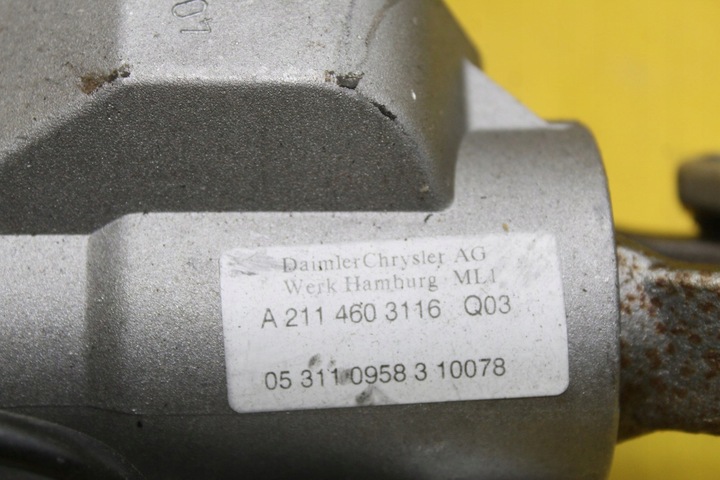 DaimlerChrysler AG
Werk Hamburg ML1
A 211 460 3116 Q03
05 311 0958 3 10078